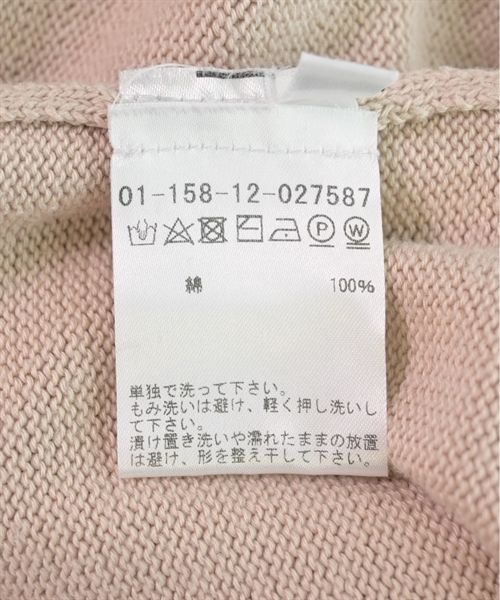 01-158-12-027587
P W
綿 100%
単独で洗って下さい。
もみ洗いは避け、軽く押し洗いし
て下さい。
漬け置き洗いや濡れたままの放置
は避け、形を整え干して下さい。